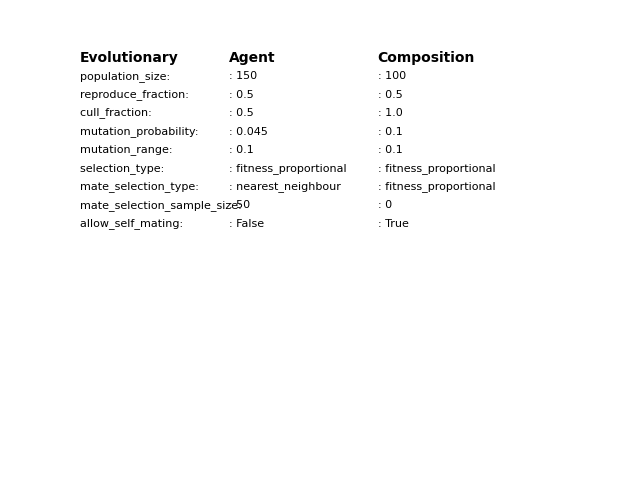 Evolutionary Agent Composition
population_size: : 150 : 100
reproduce_fraction: : 0.5 : 0.5
cull_fraction: : 0.5 : 1.0
mutation_probability: : 0.045 : 0.1
mutation_range: : 0.1 : 0.1
selection_type: : fitness_proportional : fitness_proportional
mate_selection_type: : nearest_neighbour : fitness_proportional
mate_selection_sample_size: : 50 : 0
allow_self_mating: : False : True